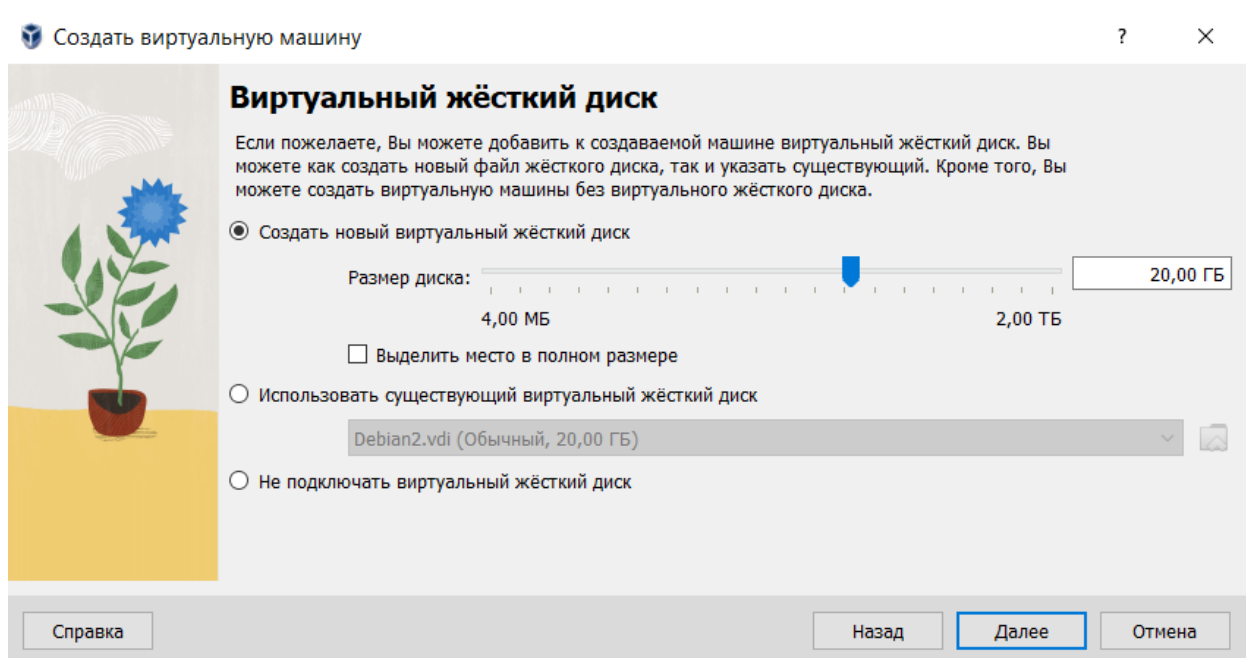 Создать виртуальную машину
?
Виртуальный жёсткий диск
Если пожелаете, Вы можете добавить к создаваемой машине виртуальный жёсткий диск. Вы
можете как создать новый файл жёсткого диска, так и указать существующий. Кроме того, Вы
можете создать виртуальную машины без виртуального жёсткого диска.
Создать новый виртуальный жёсткий диск
Размер диска: 20,00 ГБ
4,00 МБ 2,00 ТБ
Выделить место в полном размере
Использовать существующий виртуальный жёсткий диск
Debian2.vdi (Обычный, 20,00 ГБ)
Не подключать виртуальный жёсткий диск
Справка Назад Далее Отмена